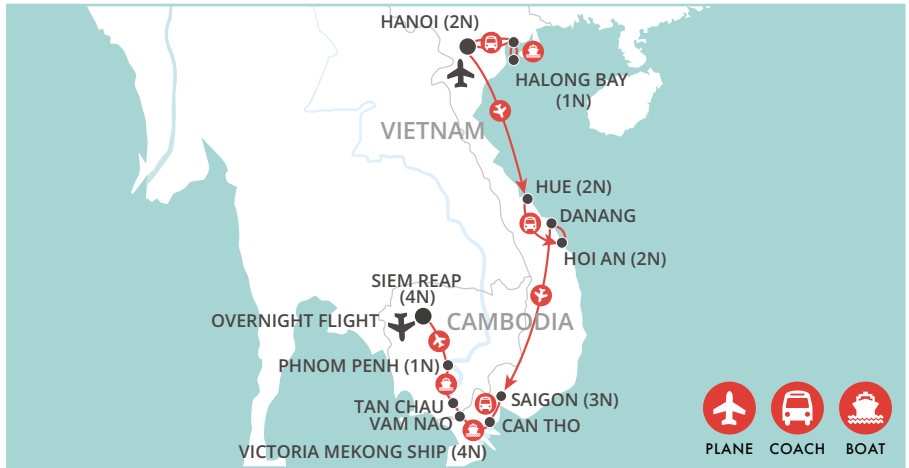 HANOI (2N)
HALONG BAY
(1N)
VIETNAM
HUE (2N)
DANANG
HOI AN (2N)
SIEM REAP
(4N)
OVERNIGHT FLIGHT
CAMBODIA
PHNOM PENH (1N)
TAN CHAU
SAIGON (3N)
VAM NAO
CAN THO
VICTORIA MEKONG SHIP (4N)
PLANE COACH BOAT